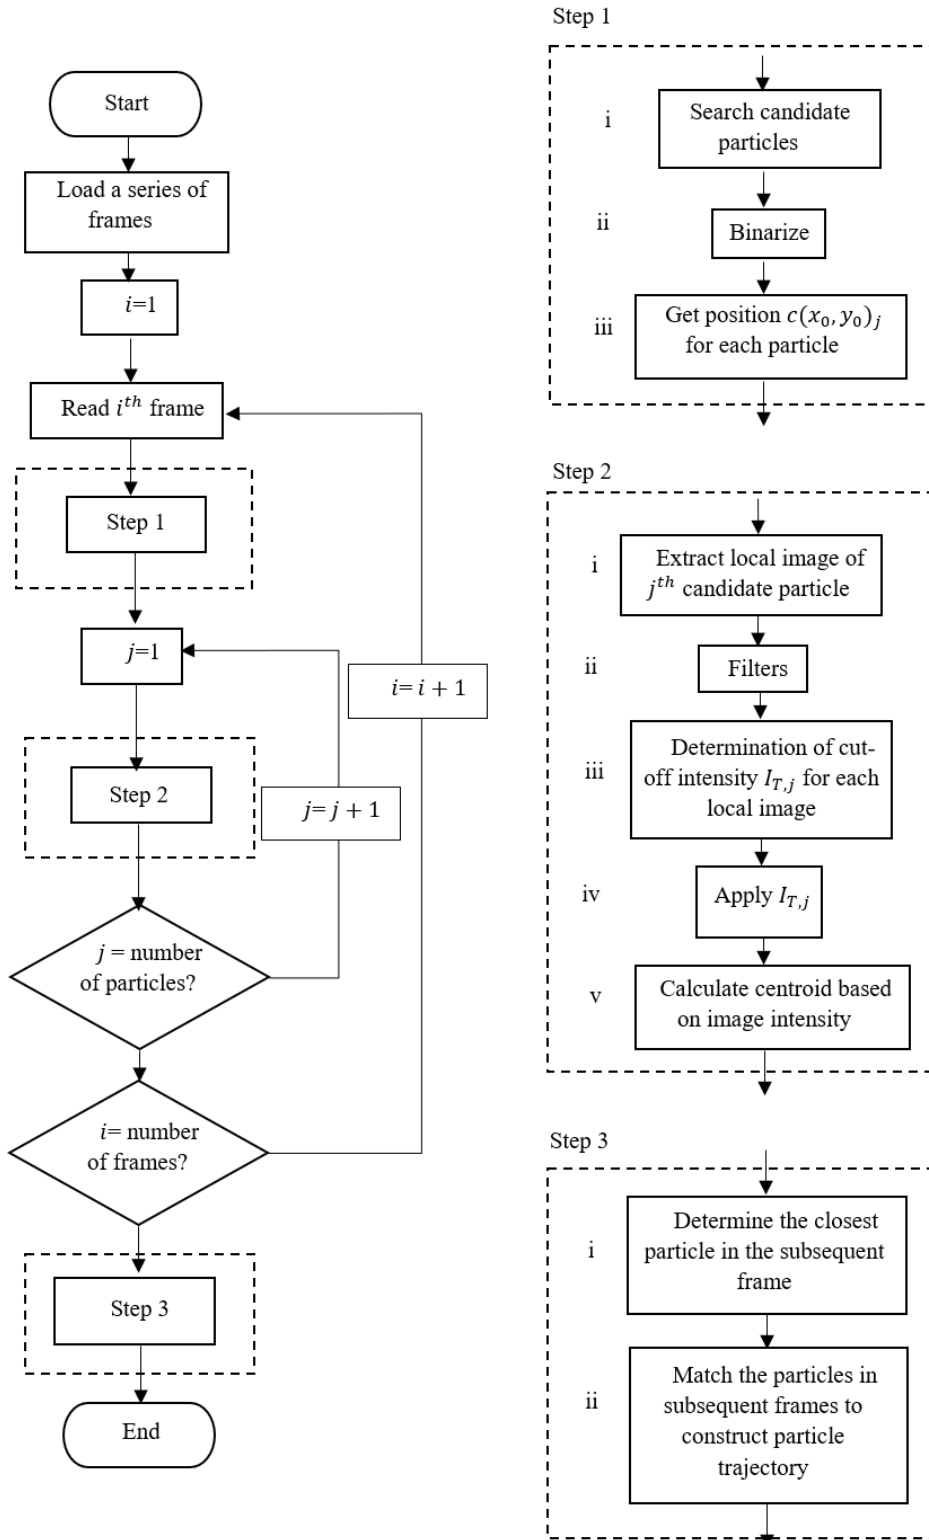 Start
Load a series of
frames
i=1
Read i^th frame
Step 1
j=1
i= i + 1
Step 2
j= j + 1
j = number
of particles?
i= number
of frames?
Step 3
End
Step 1
i
Search candidate
particles
ii
Binarize
iii
Get position c(x₀, y₀)ⱼ
for each particle
Step 2
i
Extract local image of
j^th candidate particle
ii
Filters
iii
Determination of cut-
off intensity I_T,j for each
local image
iv
Apply I_T,j
v
Calculate centroid based
on image intensity
Step 3
i
Determine the closest
particle in the subsequent
frame
ii
Match the particles in
subsequent frames to
construct particle
trajectory